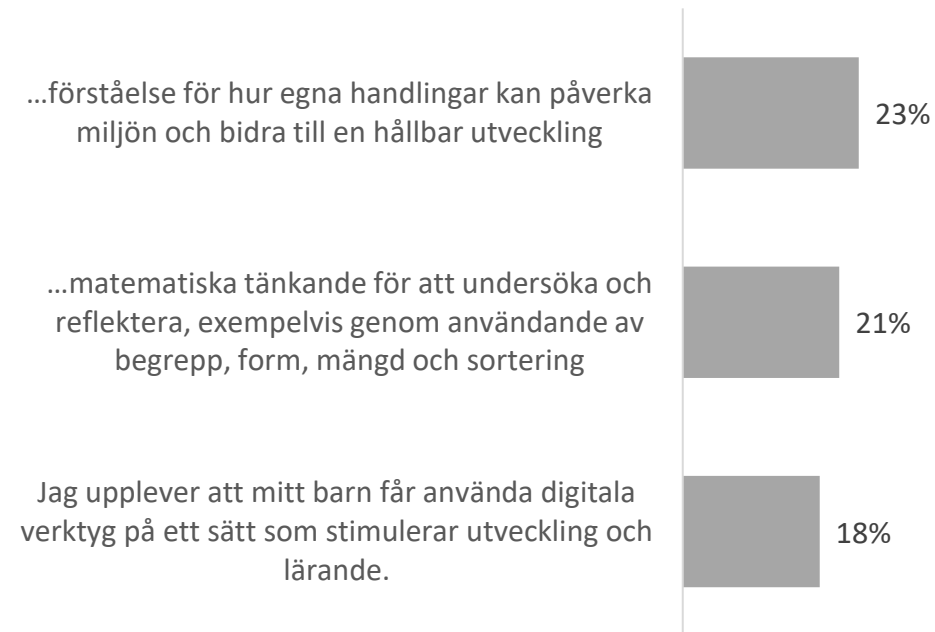 ...förståelse för hur egna handlingar kan påverka
miljön och bidra till en hållbar utveckling
23%
...matematiska tänkande för att undersöka och
reflektera, exempelvis genom användande av
begrepp, form, mängd och sortering
21%
Jag upplever att mitt barn får använda digitala
verktyg på ett sätt som stimulerar utveckling och
lärande.
18%